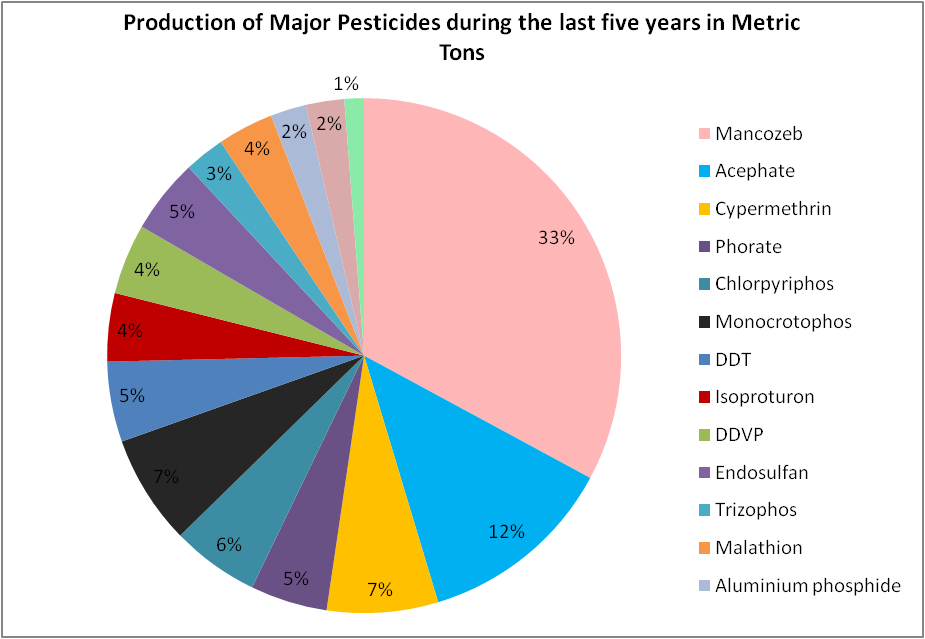 Production of Major Pesticides during the last five years in Metric
Tons
1%
2%
2%
4%
3%
5%
4%
4%
5%
7%
6%
5%
7%
12%
33%
Mancozeb
Acephate
Cypermethrin
Phorate
Chlorpyriphos
Monocrotophos
DDT
Isoproturon
DDVP
Endosulfan
Trizophos
Malathion
Aluminium phosphide